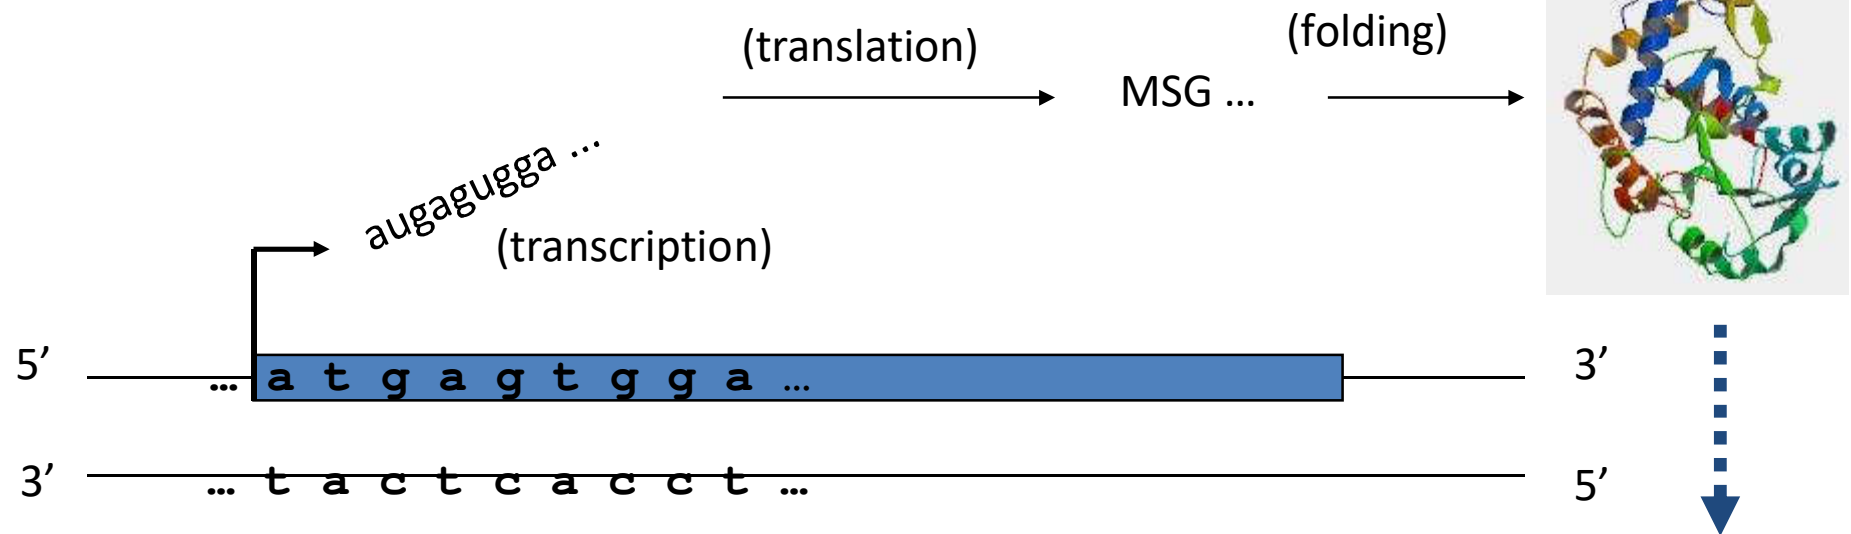 (translation)
(folding)
MSG ...
augagugga ...
(transcription)
5’
... a t g a g t g g a ...
3’
3’
... t a c t c a c c t ...
5’